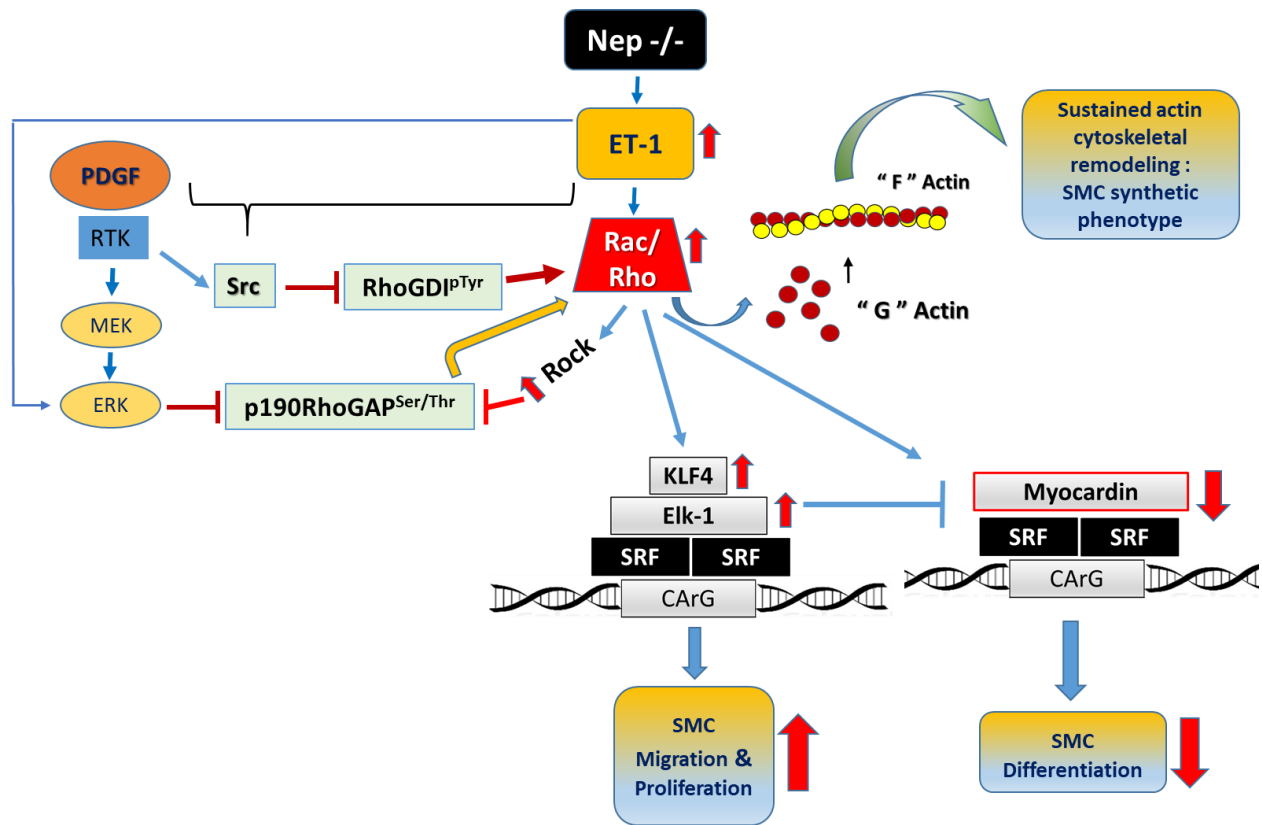 Nep -/-
ET-1
PDGF
RTK
MEK
ERK
Src
RhoGDIpTyr
Rac/
Rho
p190RhoGAPSer/Thr
Rock
“ F ” Actin
“ G ” Actin
Sustained actin
cytoskeletal
remodeling :
SMC synthetic
phenotype
KLF4
Elk-1
SRF SRF
CArG
Myocardin
SRF SRF
CArG
SMC
Migration &
Proliferation
SMC
Differentiation